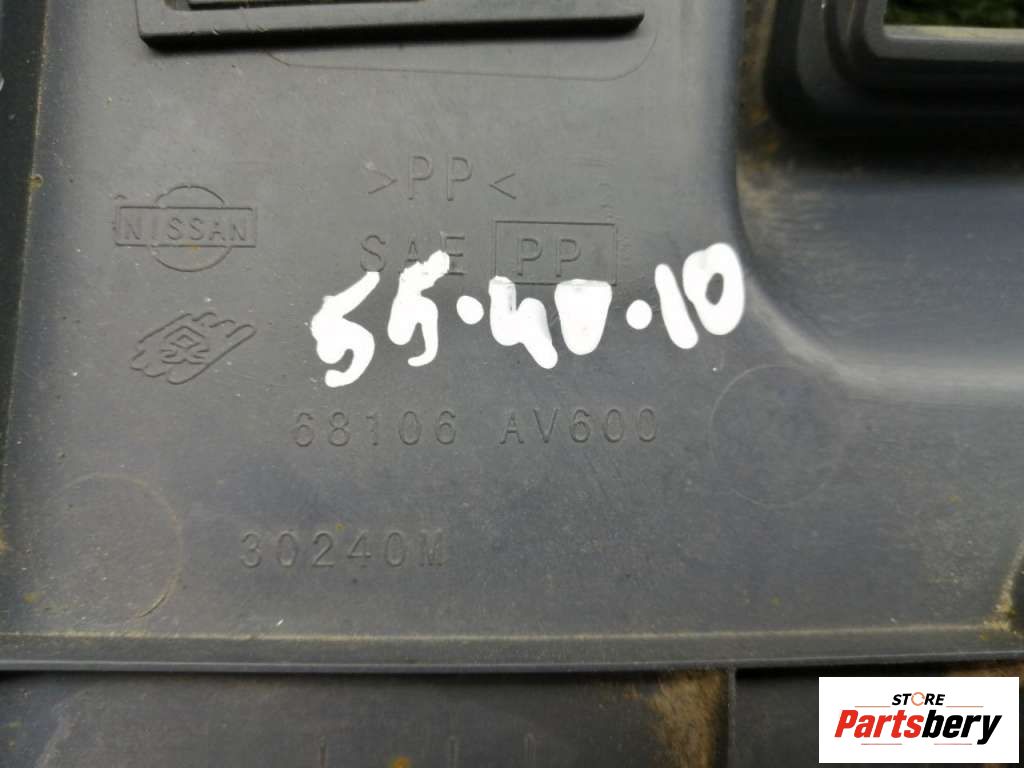 >PP<
NISSAN
SAE PP
55.40.10
68106 AV600
30240M
STORE
Partsbery